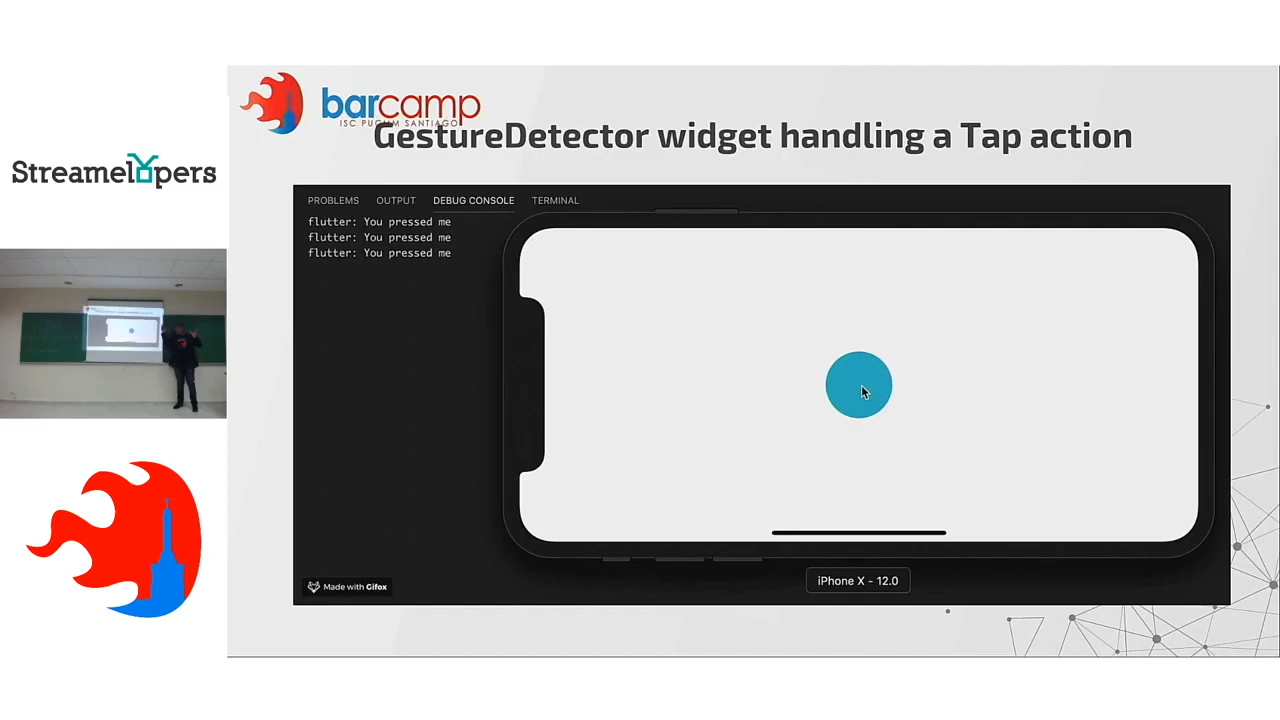 barcamp
ISC PUCMM SANTIAGO
GestureDetector widget handling a Tap action
Streamelopers
PROBLEMS OUTPUT DEBUG CONSOLE TERMINAL
flutter: You pressed me
flutter: You pressed me
flutter: You pressed me
Made with Gifox
iPhone X - 12.0